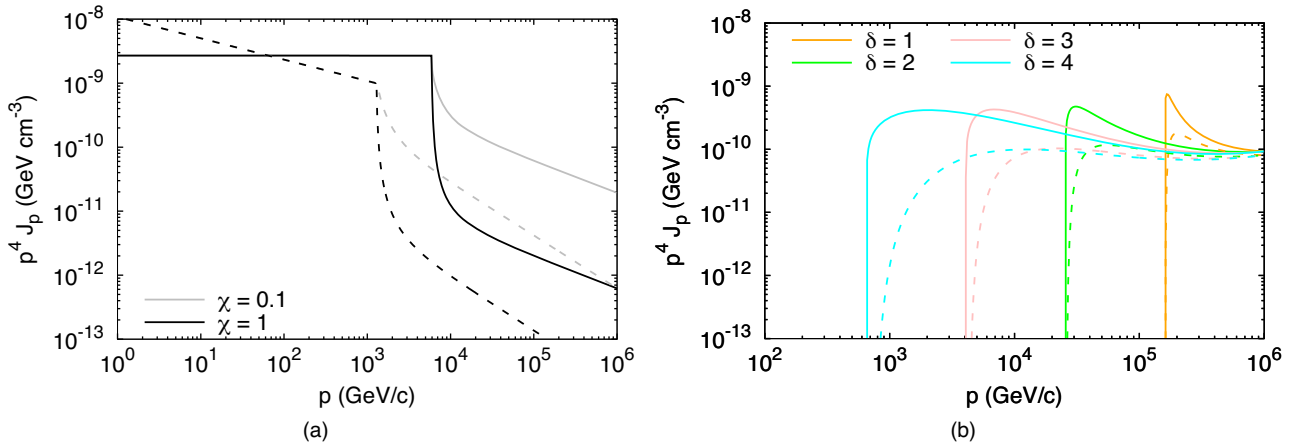 p⁴ Jₚ (GeV cm⁻³)
10⁻⁸
10⁻⁹
10⁻¹⁰
10⁻¹¹
10⁻¹²
10⁻¹³
χ = 0.1
χ = 1
10⁰ 10¹ 10² 10³ 10⁴ 10⁵ 10⁶
p (GeV/c)
(a)
p⁴ Jₚ (GeV cm⁻³)
10⁻⁸
10⁻⁹
10⁻¹⁰
10⁻¹¹
10⁻¹²
10⁻¹³
δ = 1 δ = 3
δ = 2 δ = 4
10² 10³ 10⁴ 10⁵ 10⁶
p (GeV/c)
(b)